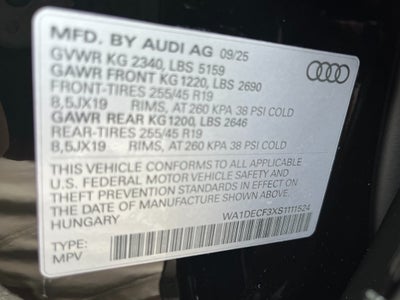 MFD. BY AUDI AG 09/25
GVWR KG 2340, LBS 5159
GAWR FRONT KG 1220, LBS 2690
FRONT-TIRES 255/45 R19
8,5JX19 RIMS, AT 260 KPA 38 PSI COLD
GAWR REAR KG 1200, LBS 2646
REAR-TIRES 255/45 R19
8,5JX19 RIMS, AT 260 KPA 38 PSI COLD
THIS VEHICLE CONFORMS TO ALL APPLICABLE
U.S. FEDERAL MOTOR VEHICLE SAFETY AND
THEFT PREVENTION STANDARDS IN EFFECT
ON THE DATE OF MANUFACTURE SHOWN ABOVE.
HUNGARY WA1DECF3XS1111524
TYPE:
MPV